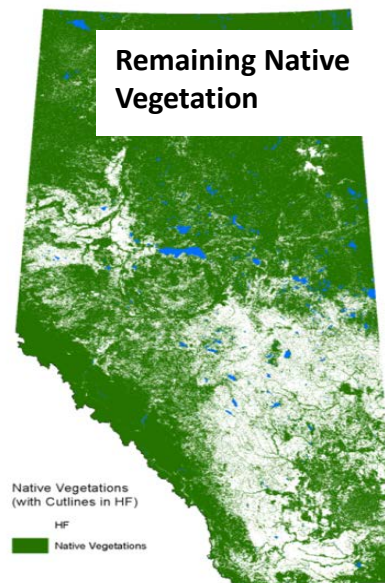 Remaining Native
Vegetation
Native Vegetations
(with Cutlines in HF)
HF
Native Vegetations